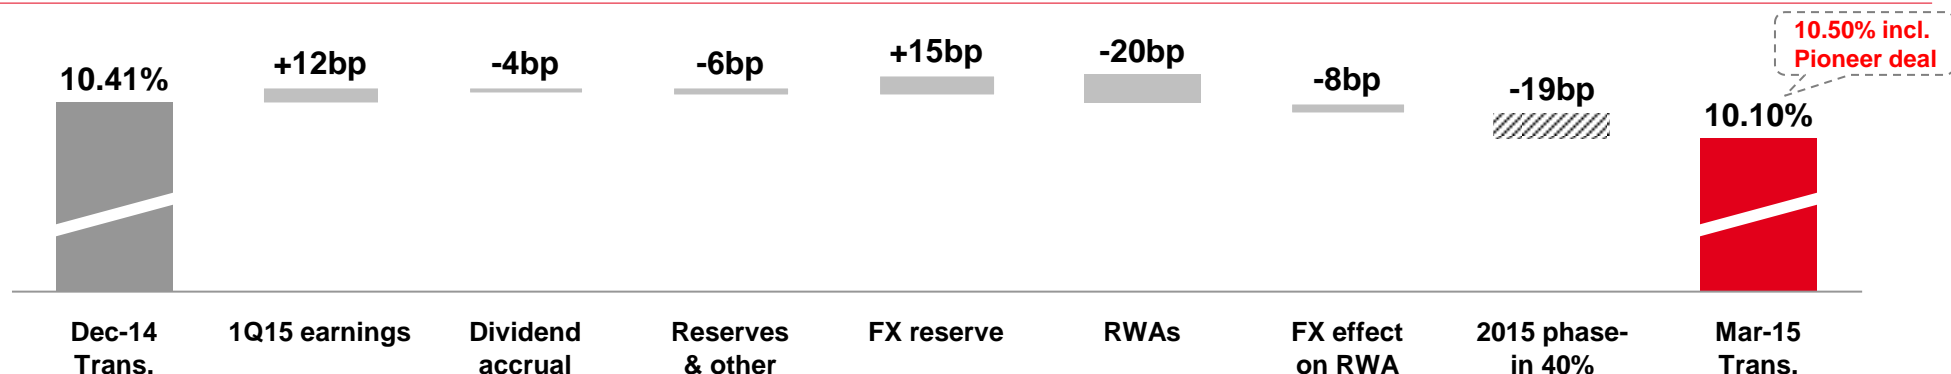 10.50% incl.
Pioneer deal
10.41%
+12bp
-4bp
-6bp
+15bp
-20bp
-8bp
-19bp
10.10%
Dec-14
Trans.
1Q15 earnings
Dividend
accrual
Reserves
& other
FX reserve
RWAs
FX effect
on RWA
2015 phase-
in 40%
Mar-15
Trans.